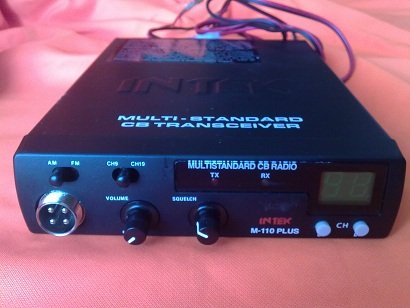 INTEK
MULTI-STANDARD
CB TRANSCEIVER
AM FM CH9 CH19
MULTISTANDARD CB RADIO
TX RX
VOLUME SQUELCH
INTEK
CH
M-110 PLUS